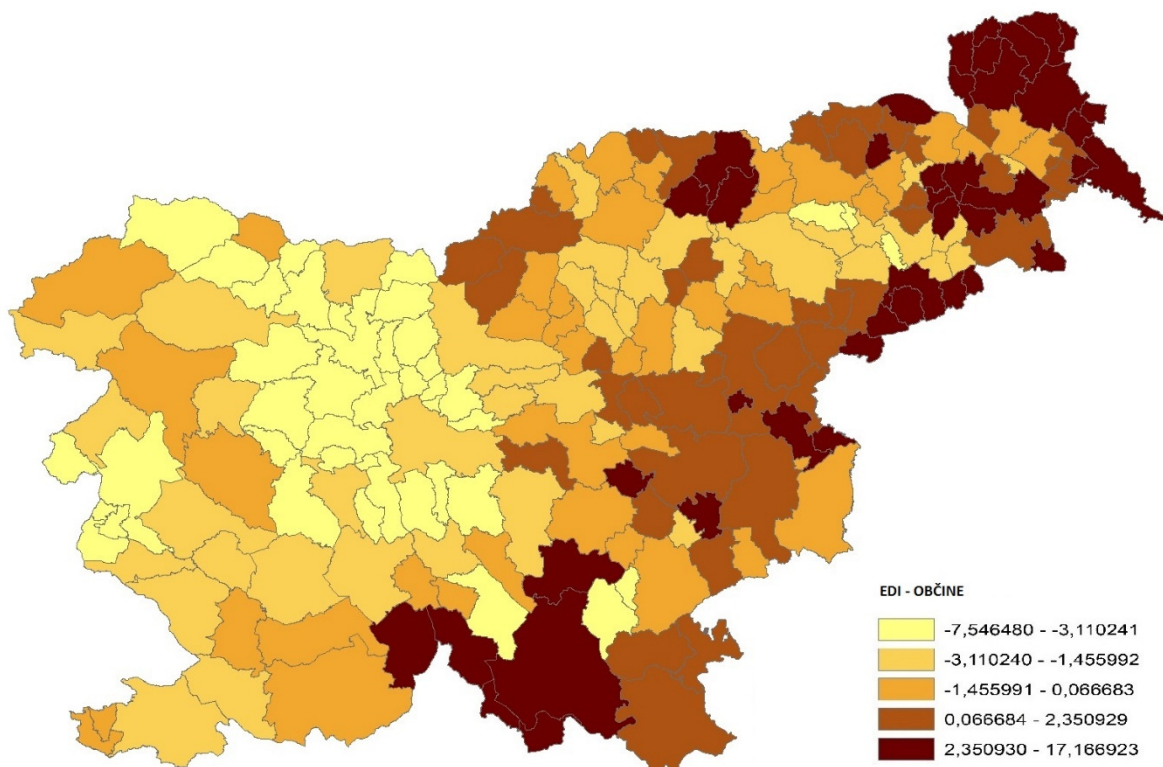 EDI - OBČINE
-7,546480 - -3,110241
-3,110240 - -1,455992
-1,455991 - 0,066683
0,066684 - 2,350929
2,350930 - 17,166923